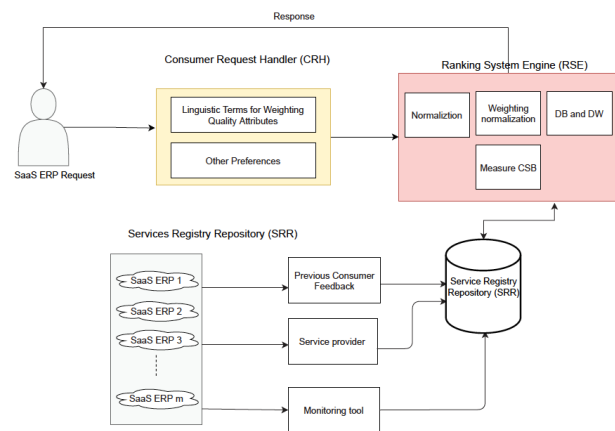 Response
Consumer Request Handler (CRH)
Ranking System Engine (RSE)
Linguistic Terms for Weighting
Quality Attributes
Other Preferences
Normaliztion
Weighting
normalization
DB and DW
Measure CSB
SaaS ERP Request
Services Registry Repository (SRR)
SaaS ERP 1
SaaS ERP 2
SaaS ERP 3
SaaS ERP m
Previous Consumer
Feedback
Service provider
Monitoring tool
Service Registry
Repository (SRR)